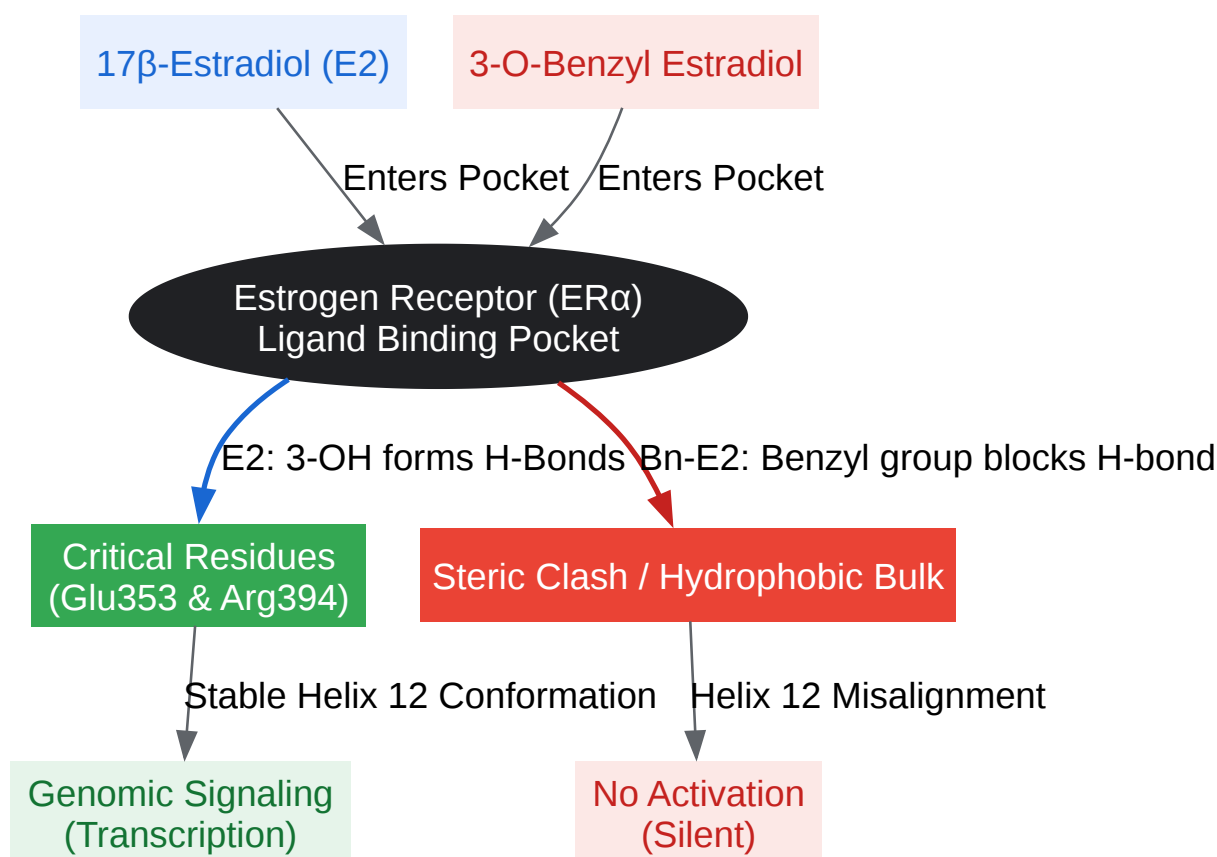 17β-Estradiol (E2)
3-O-Benzyl Estradiol
Enters Pocket
Enters Pocket
Estrogen Receptor (ERα)
Ligand Binding Pocket
E2: 3-OH forms H-Bonds
Bn-E2: Benzyl group blocks H-bond
Critical Residues
(Glu353 & Arg394)
Steric Clash / Hydrophobic Bulk
Stable Helix 12 Conformation
Helix 12 Misalignment
Genomic Signaling
(Transcription)
No Activation
(Silent)